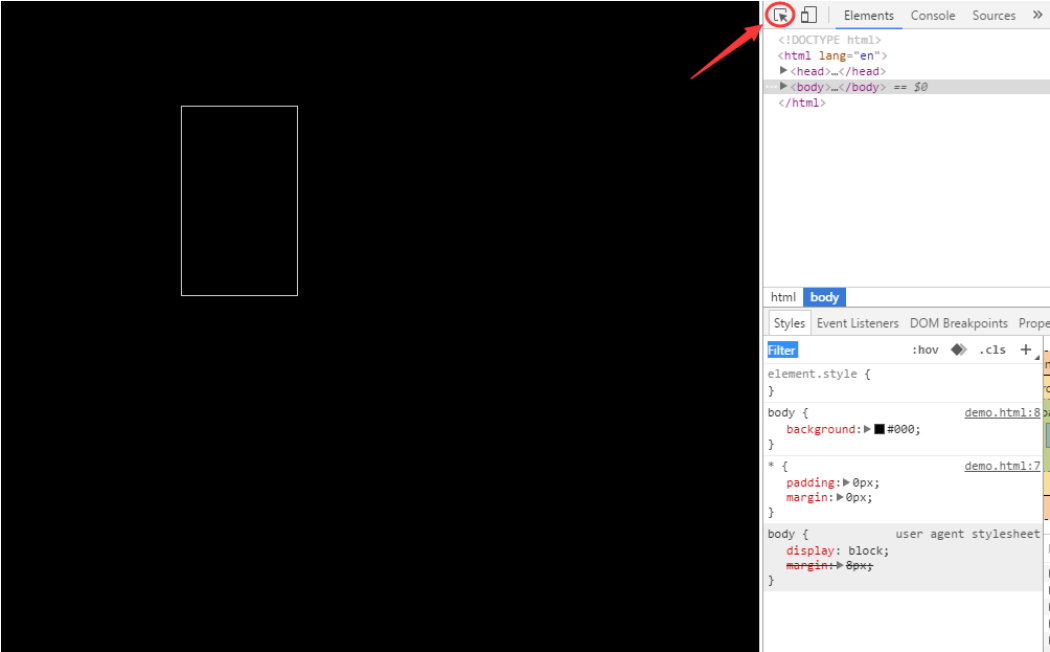 Elements Console Sources »
<!DOCTYPE html>
<html lang="en">
▶<head>…</head>
…▶<body>…</body> == $0
</html>
html body
Styles Event Listeners DOM Breakpoints Prope
Filter :hov .cls +
element.style {
}
body { demo.html:8
background:▶#000;
}
* { demo.html:7
padding:▶0px;
margin:▶0px;
}
body { user agent stylesheet
display: block;
margin:▶8px;
}